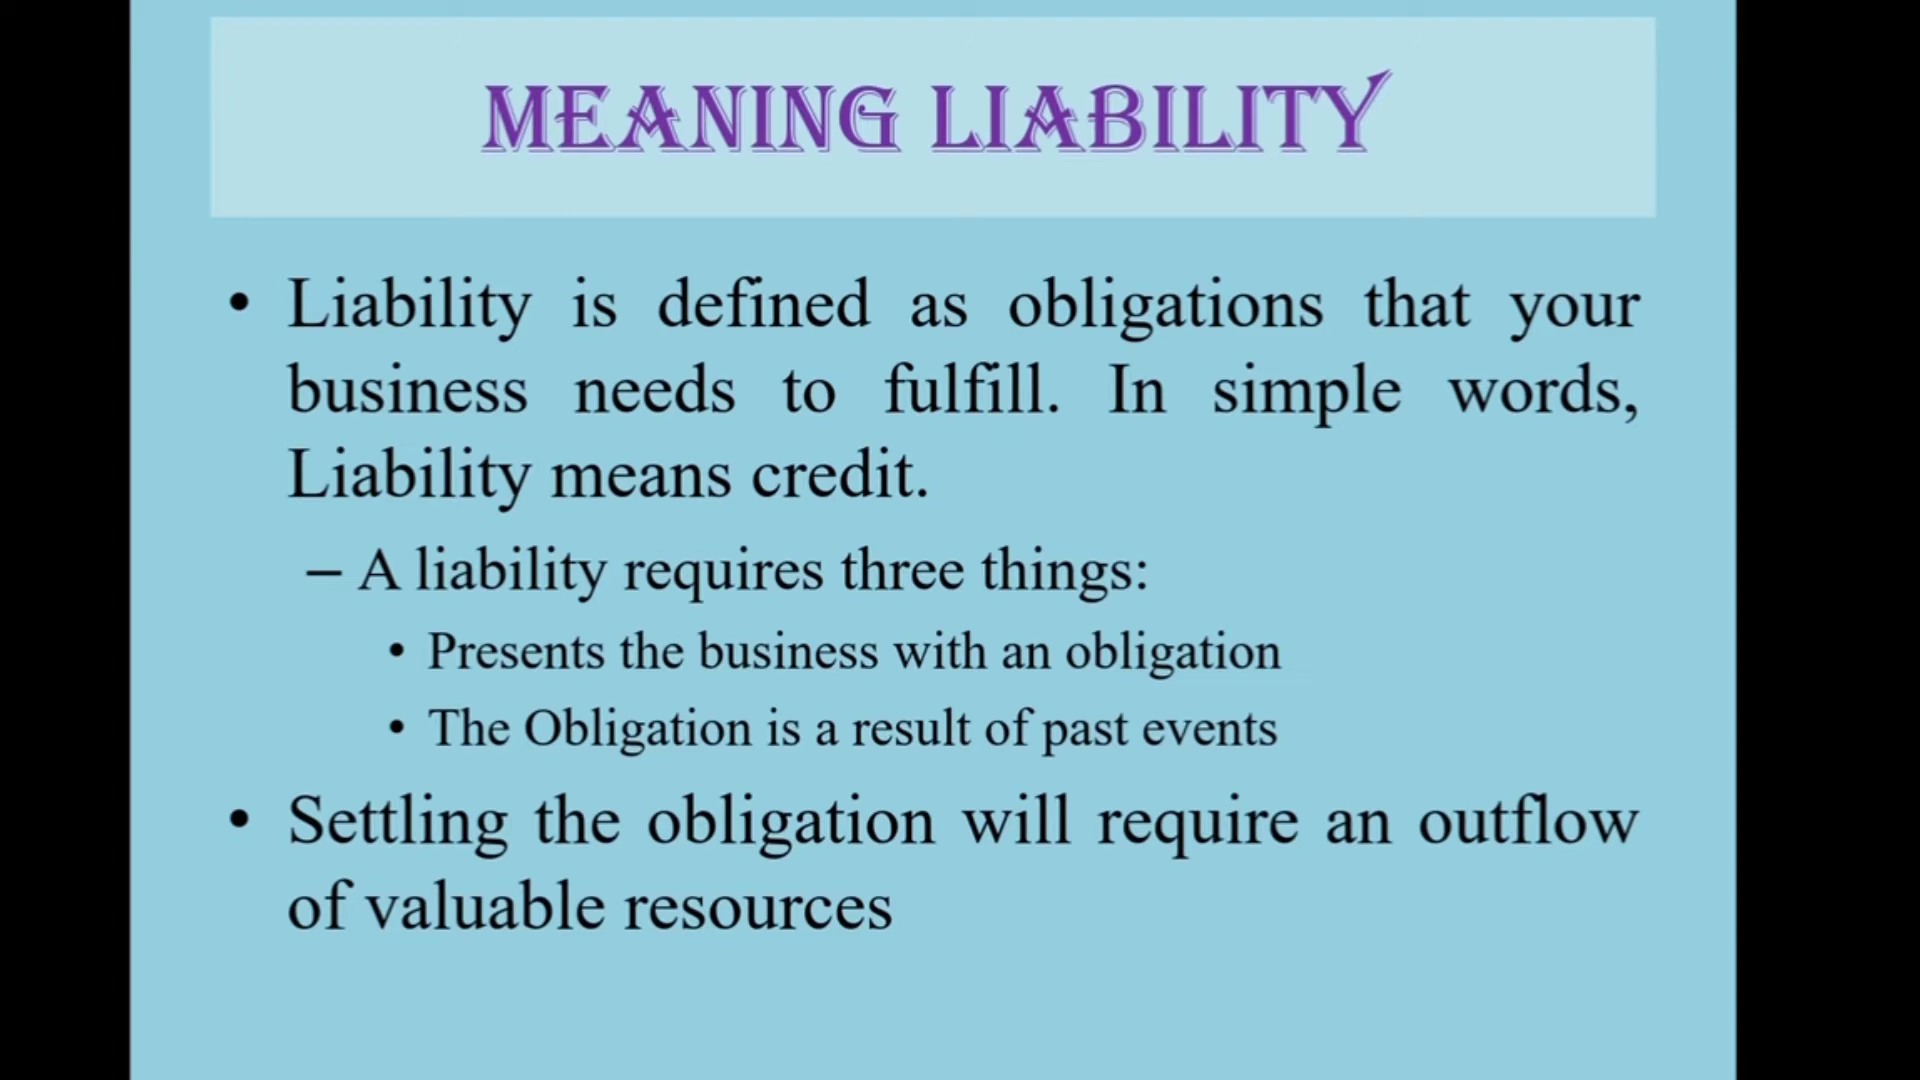 MEANING LIABILITY
• Liability is defined as obligations that your
business needs to fulfill. In simple words,
Liability means credit.
– A liability requires three things:
• Presents the business with an obligation
• The Obligation is a result of past events
• Settling the obligation will require an outflow
of valuable resources